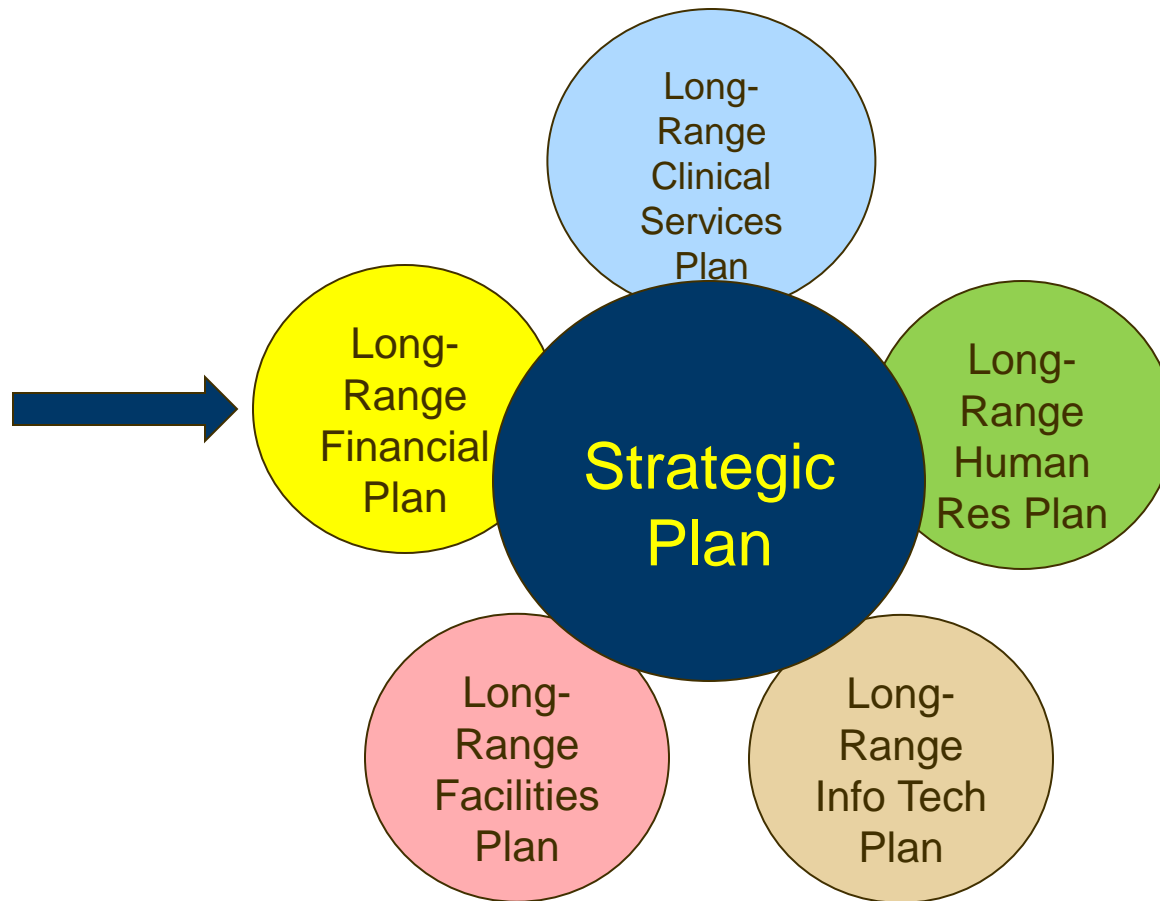 Long-
Range
Clinical
Services
Plan
Long-
Range
Financial
Plan
Strategic
Plan
Long-
Range
Human
Res Plan
Long-
Range
Facilities
Plan
Long-
Range
Info Tech
Plan